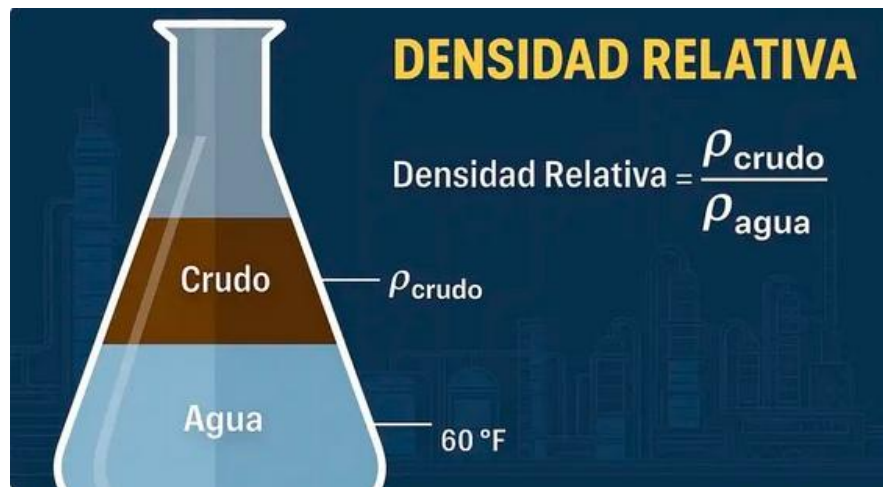 DENSIDAD RELATIVA
Densidad Relativa = ρcrudo / ρagua
Crudo
ρcrudo
Agua
60 °F